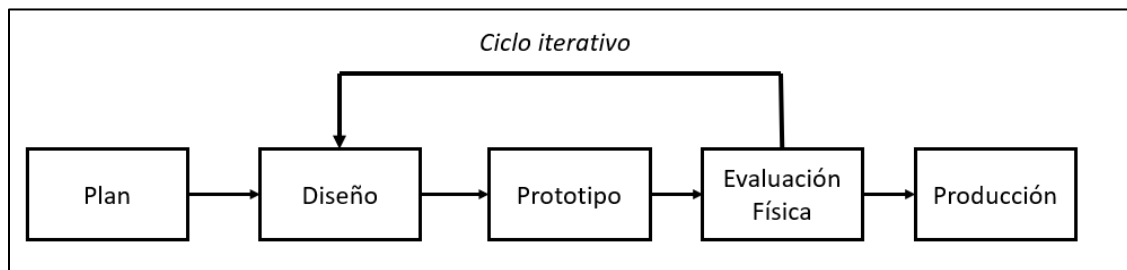 Ciclo iterativo
Plan
Diseño
Prototipo
Evaluación
Física
Producción